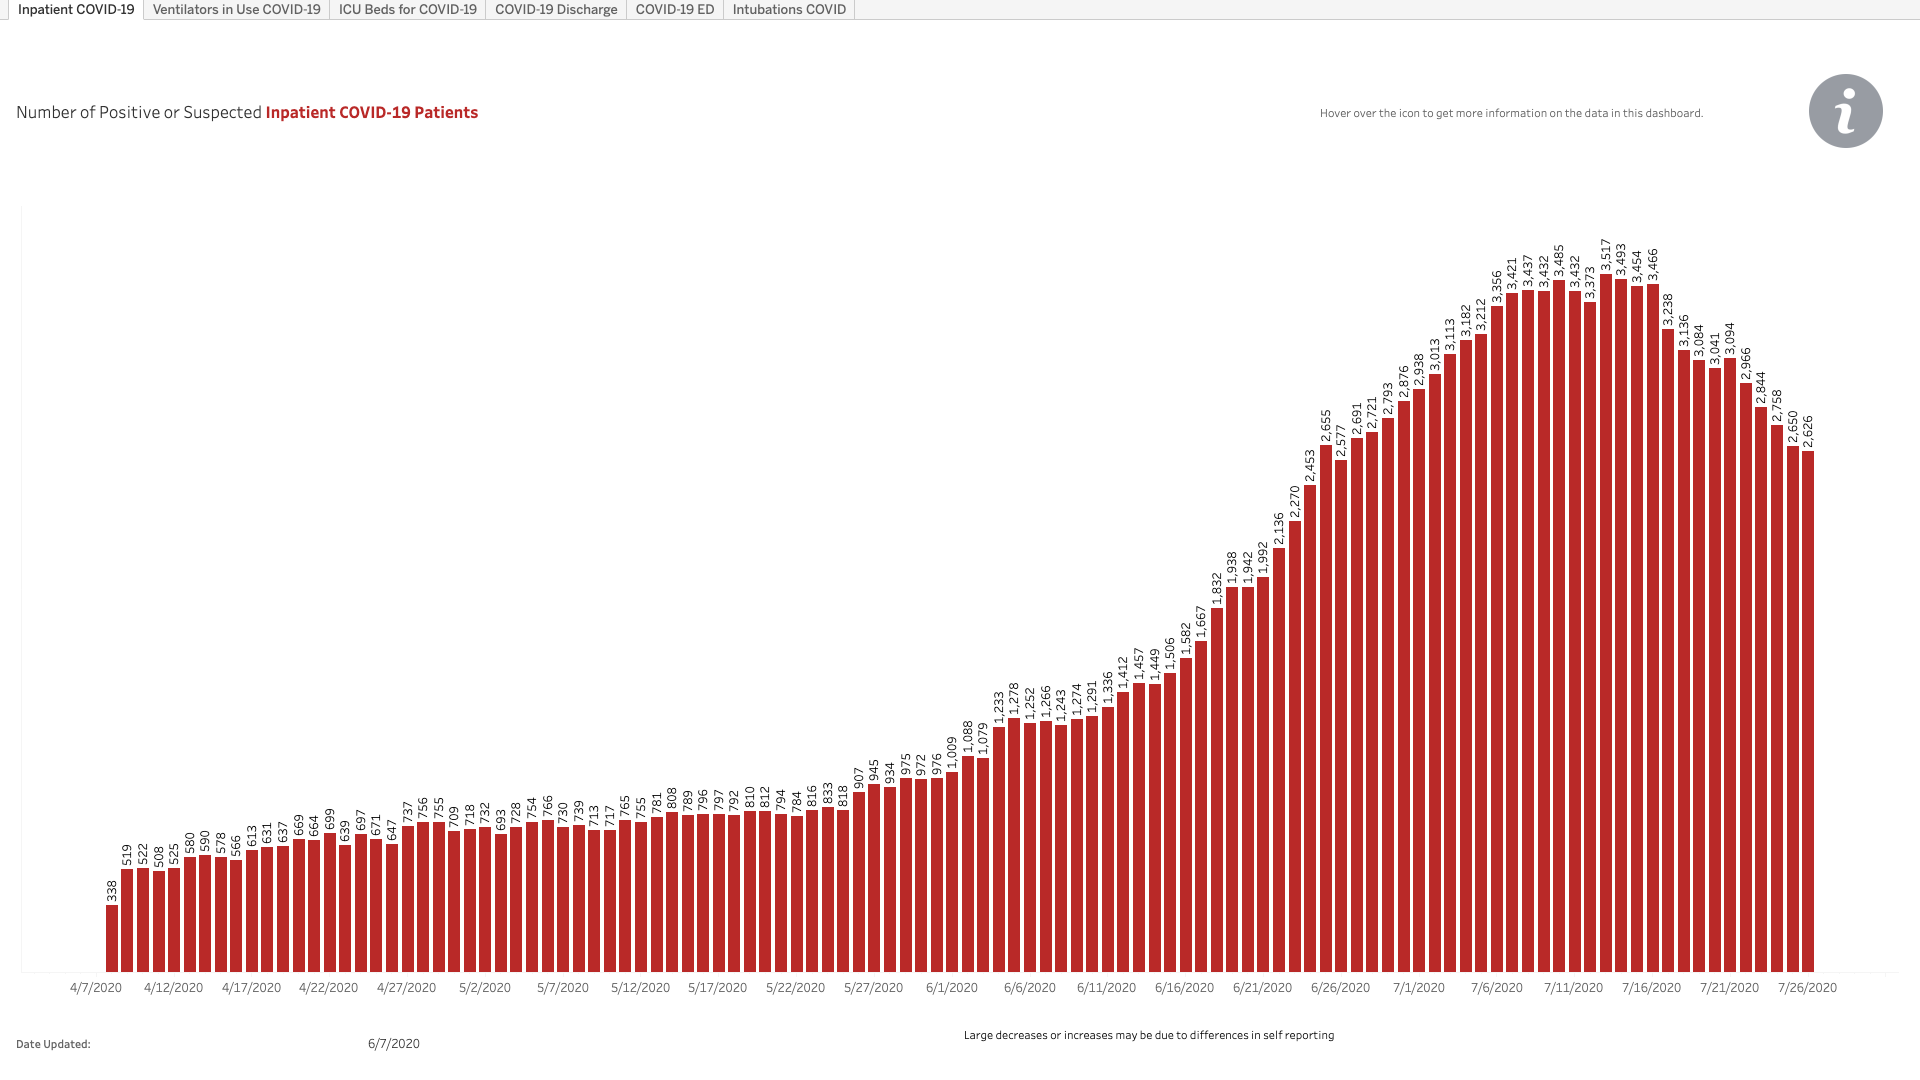 Inpatient COVID-19 Ventilators in Use COVID-19 ICU Beds for COVID-19 COVID-19 Discharge COVID-19 ED Intubations COVID
Number of Positive or Suspected Inpatient COVID-19 Patients
Hover over the icon to get more information on the data in this dashboard.
i
338 519 522 508 525 580 590 578 566 613 631 637 669 664 699 639 697 671 647 737 756 755 709 718 732 693 728 754 766 730 739 713 717 765 755 781 808 789 796 797 792 810 812 794 784 816 833 818 907 945 934 975 972 976 1,009 1,088 1,079 1,233 1,278 1,252 1,266 1,243 1,274 1,291 1,336 1,412 1,457 1,449 1,506 1,582 1,667 1,832 1,938 1,942 1,992 2,136 2,270 2,453 2,655 2,577 2,691 2,721 2,793 2,876 2,938 3,013 3,113 3,182 3,212 3,356 3,421 3,437 3,432 3,485 3,432 3,373 3,517 3,493 3,454 3,466 3,238 3,136 3,084 3,041 3,094 2,966 2,844 2,758 2,650 2,626
4/7/2020 4/12/2020 4/17/2020 4/22/2020 4/27/2020 5/2/2020 5/7/2020 5/12/2020 5/17/2020 5/22/2020 5/27/2020 6/1/2020 6/6/2020 6/11/2020 6/16/2020 6/21/2020 6/26/2020 7/1/2020 7/6/2020 7/11/2020 7/16/2020 7/21/2020 7/26/2020
Large decreases or increases may be due to differences in self reporting
Date Updated: 6/7/2020